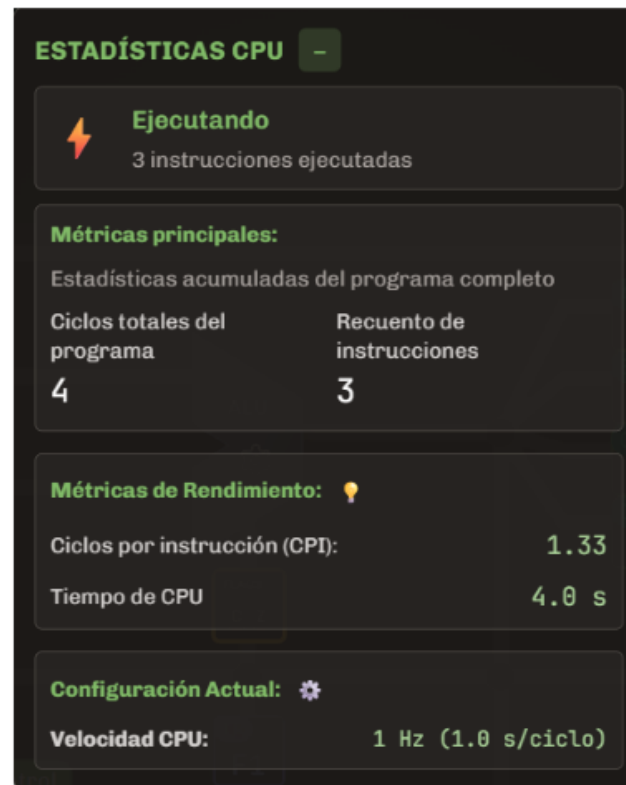 ESTADÍSTICAS CPU –
Ejecutando
3 instrucciones ejecutadas
Métricas principales:
Estadísticas acumuladas del programa completo
Ciclos totales del programa
4
Recuento de instrucciones
3
Métricas de Rendimiento:
Ciclos por instrucción (CPI): 1.33
Tiempo de CPU 4.0 s
Configuración Actual:
Velocidad CPU: 1 Hz (1.0 s/ciclo)